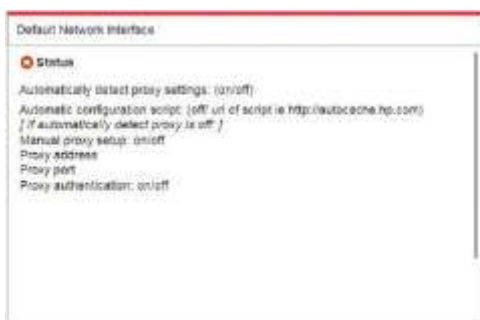 Default Network Interface
Status
Automatically detect proxy settings: (on/off)
Automatic configuration script: (off/ url of script ie http://autocache.hp.com)
[ if automatically detect proxy is off ]
Manual proxy setup: on/off
Proxy address
Proxy port
Proxy authentication: on/off